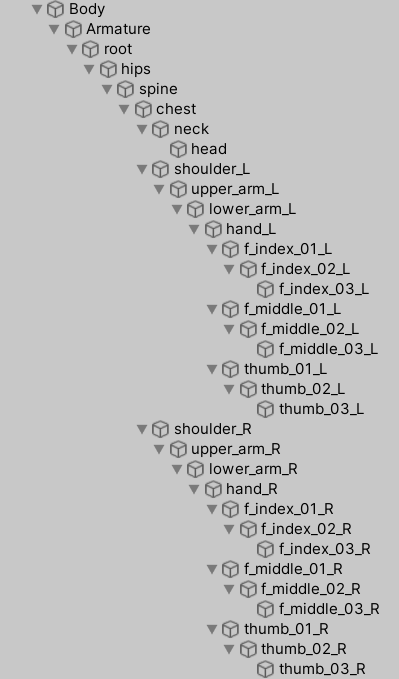 Body
Armature
root
hips
spine
chest
neck
head
shoulder_L
upper_arm_L
lower_arm_L
hand_L
f_index_01_L
f_index_02_L
f_index_03_L
f_middle_01_L
f_middle_02_L
f_middle_03_L
thumb_01_L
thumb_02_L
thumb_03_L
shoulder_R
upper_arm_R
lower_arm_R
hand_R
f_index_01_R
f_index_02_R
f_index_03_R
f_middle_01_R
f_middle_02_R
f_middle_03_R
thumb_01_R
thumb_02_R
thumb_03_R